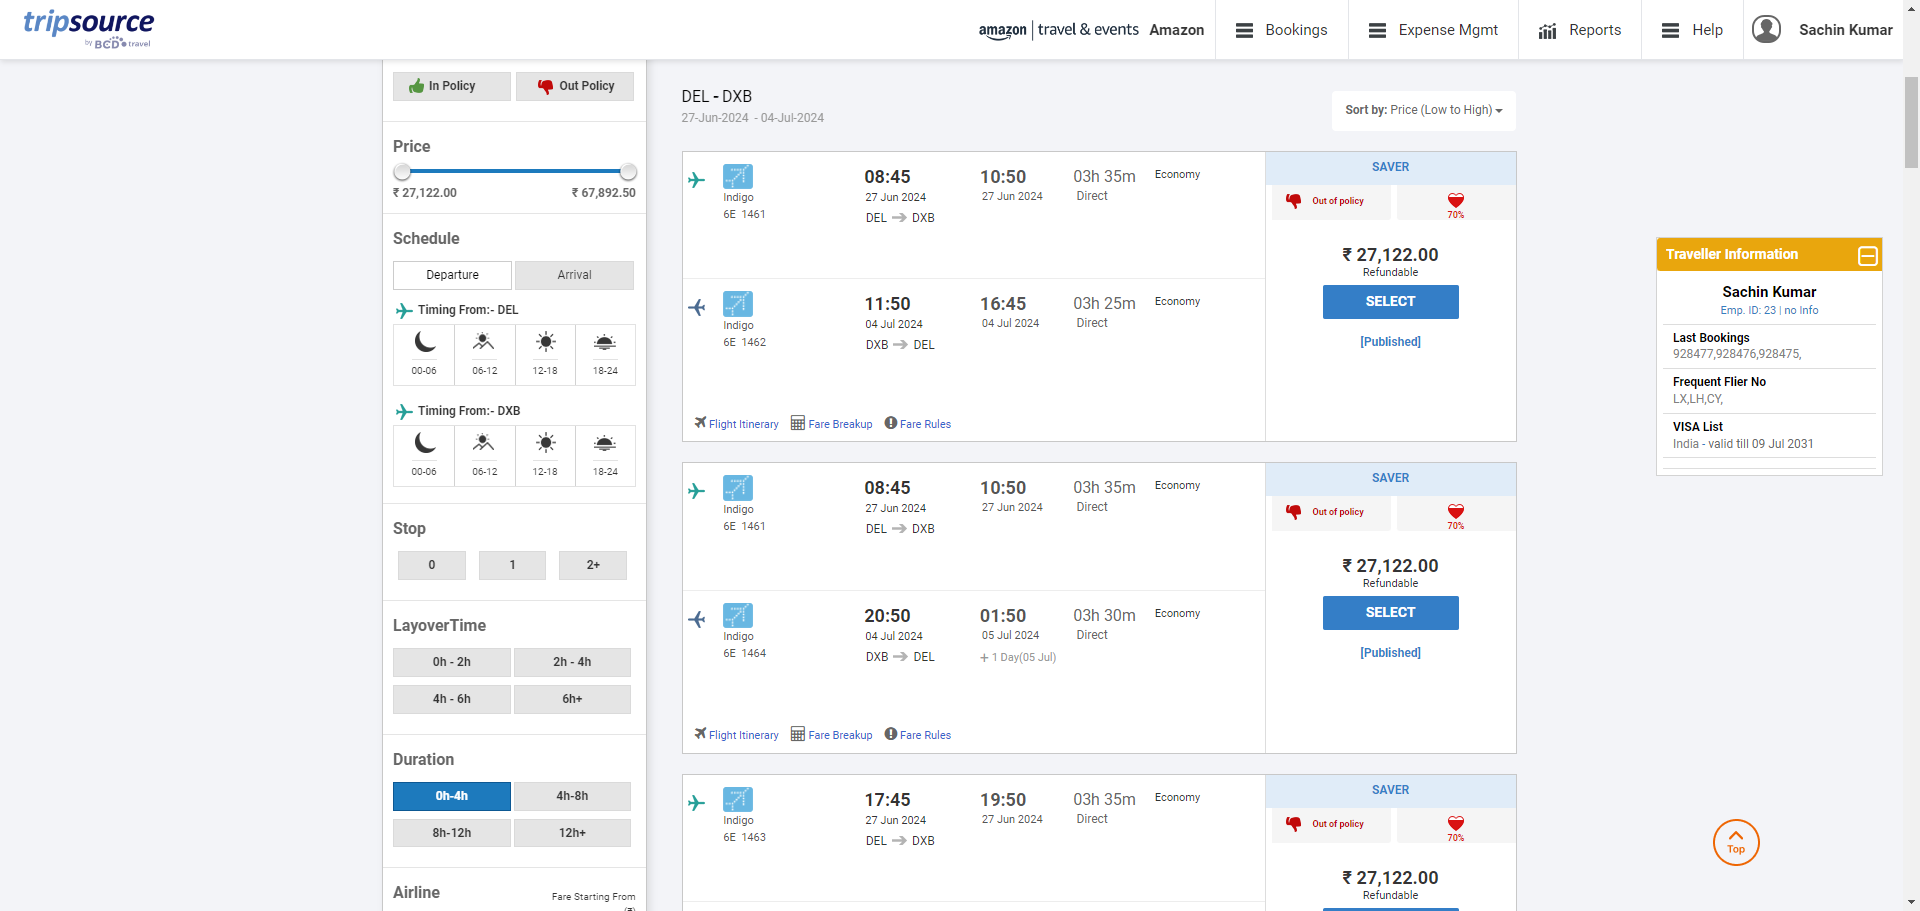 tripsource
by BCD travel
amazon travel & events Amazon
Bookings
Expense Mgmt
Reports
Help
Sachin Kumar
In Policy
Out Policy
Price
₹ 27,122.00
₹ 67,892.50
Schedule
Departure
Arrival
Timing From:- DEL
00-06
06-12
12-18
18-24
Timing From:- DXB
00-06
06-12
12-18
18-24
Stop
0
1
2+
LayoverTime
0h - 2h
2h - 4h
4h - 6h
6h+
Duration
0h-4h
4h-8h
8h-12h
12h+
Airline
Fare Starting From
(₹)
DEL - DXB
27-Jun-2024 - 04-Jul-2024
Sort by: Price (Low to High)
Indigo
6E 1461
08:45
27 Jun 2024
DEL DXB
10:50
27 Jun 2024
03h 35m
Direct
Economy
Indigo
6E 1462
11:50
04 Jul 2024
DXB DEL
16:45
04 Jul 2024
03h 25m
Direct
Economy
Flight Itinerary
Fare Breakup
Fare Rules
SAVER
Out of policy
70%
₹ 27,122.00
Refundable
SELECT
[Published]
Indigo
6E 1461
08:45
27 Jun 2024
DEL DXB
10:50
27 Jun 2024
03h 35m
Direct
Economy
Indigo
6E 1464
20:50
04 Jul 2024
DXB DEL
01:50
05 Jul 2024
+ 1 Day(05 Jul)
03h 30m
Direct
Economy
Flight Itinerary
Fare Breakup
Fare Rules
SAVER
Out of policy
70%
₹ 27,122.00
Refundable
SELECT
[Published]
Indigo
6E 1463
17:45
27 Jun 2024
DEL DXB
19:50
27 Jun 2024
03h 35m
Direct
Economy
SAVER
Out of policy
70%
₹ 27,122.00
Refundable
Traveller Information
Sachin Kumar
Emp. ID: 23 | no Info
Last Bookings
928477,928476,928475,
Frequent Flier No
LX,LH,CY,
VISA List
India - valid till 09 Jul 2031
Top